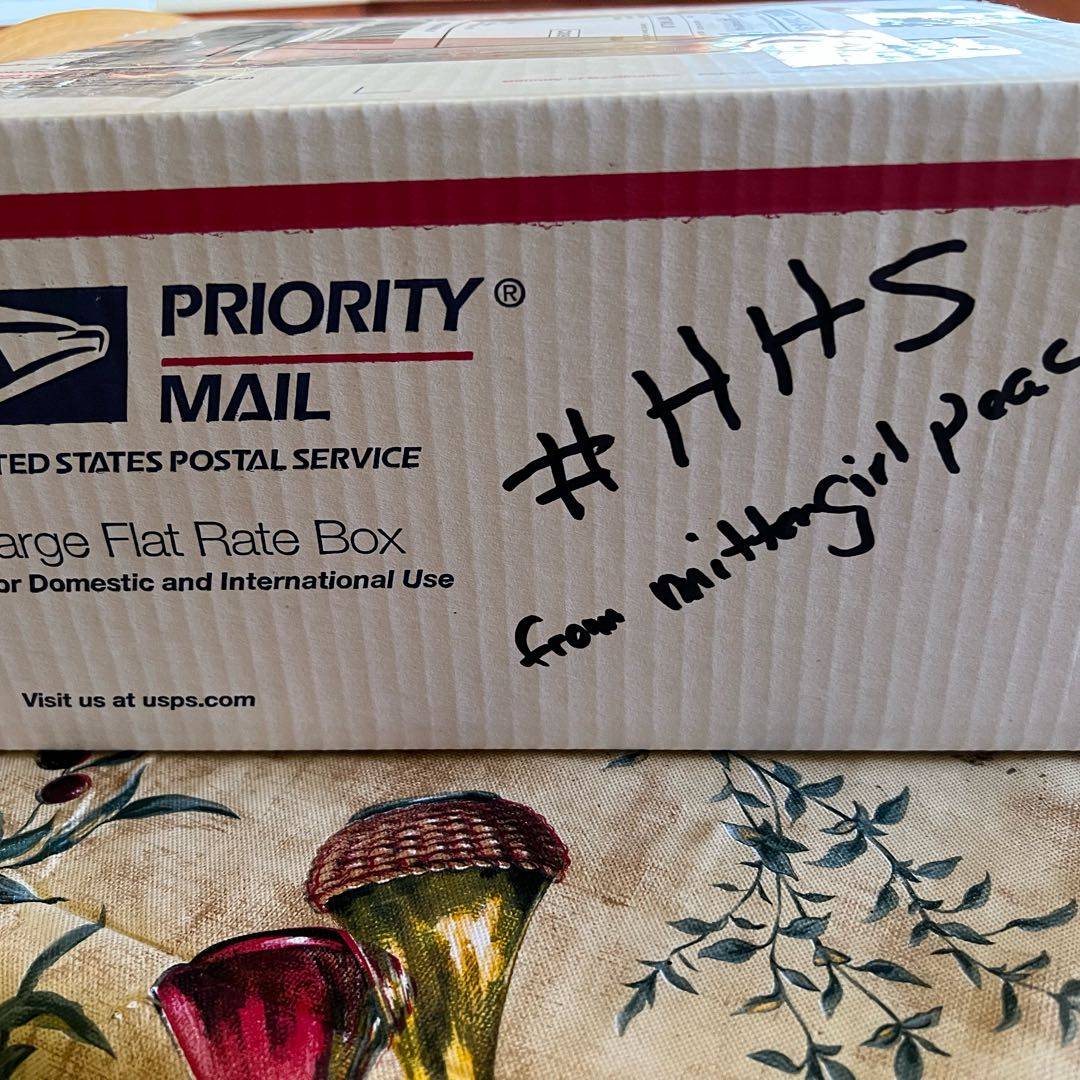 PRIORITY®
MAIL
TED STATES POSTAL SERVICE
arge Flat Rate Box
or Domestic and International Use
Visit us at usps.com
#HHS
from mittengirlpeac